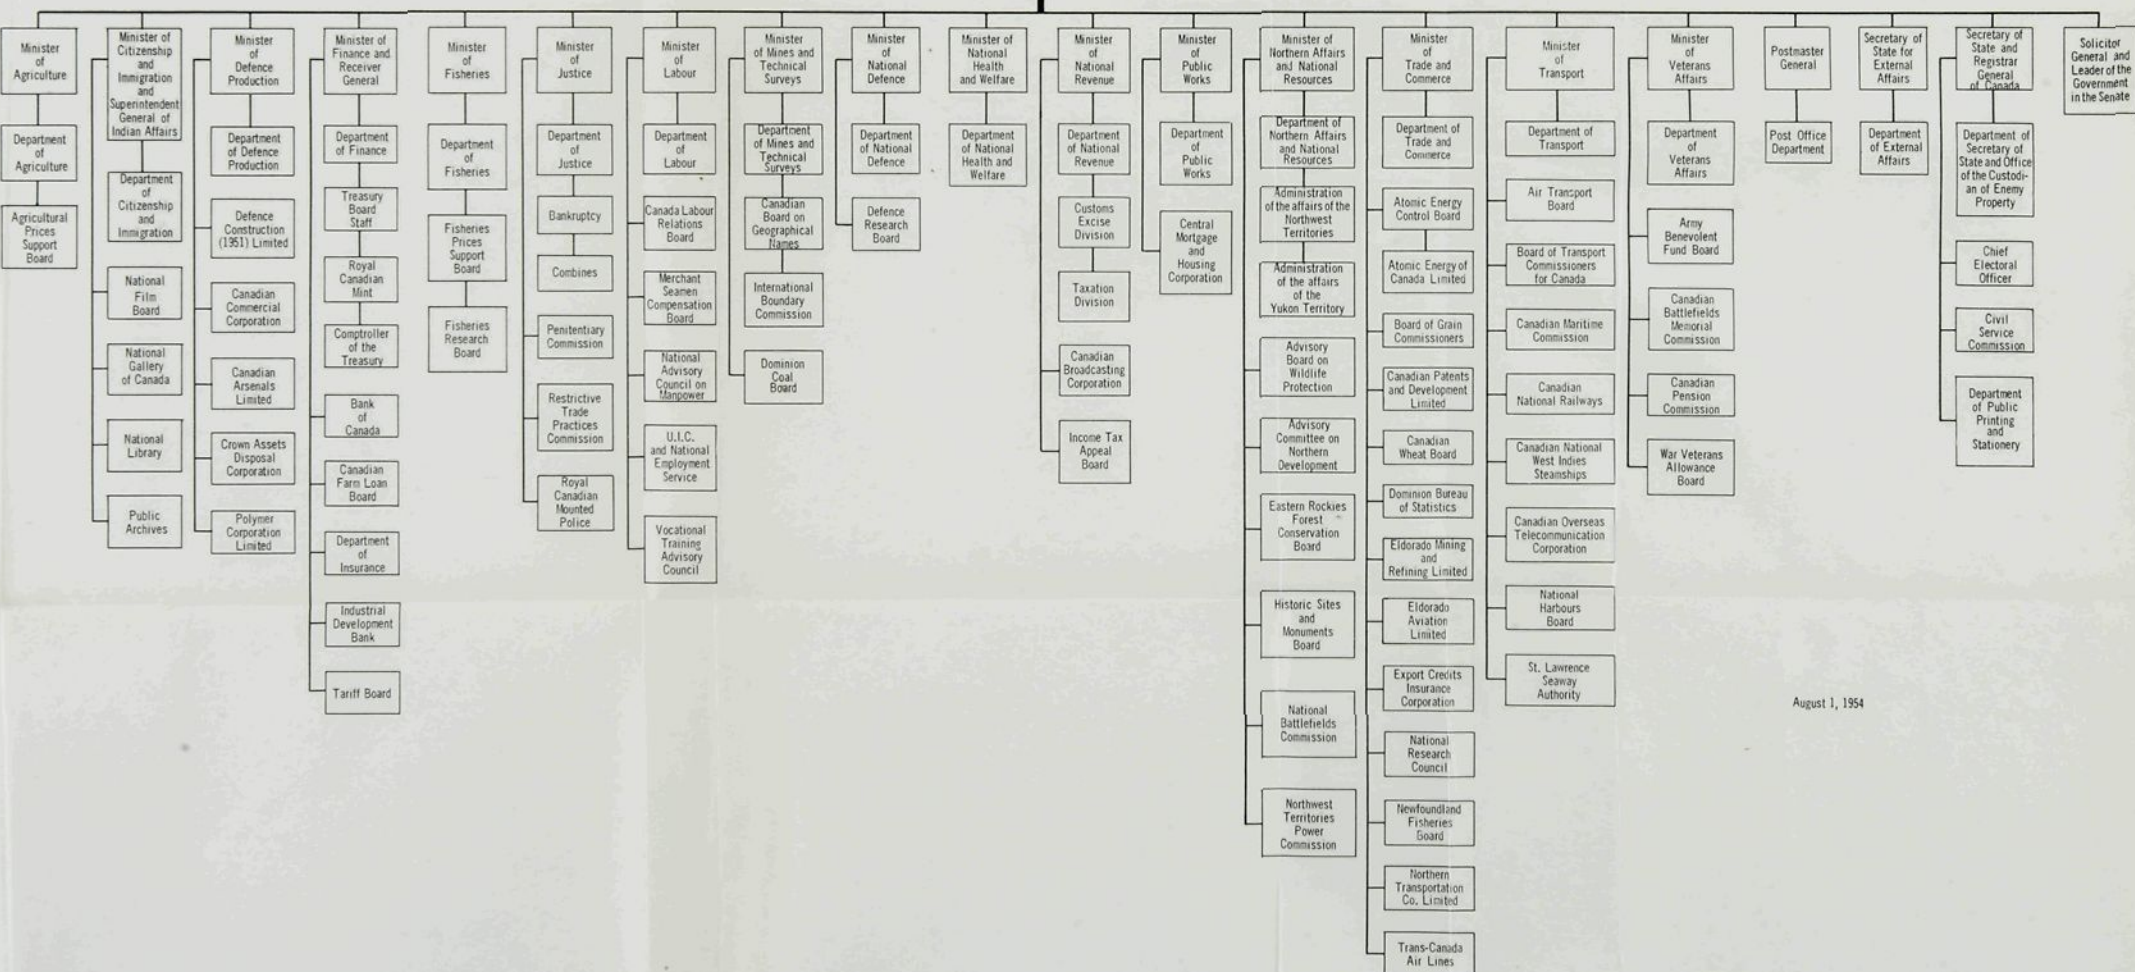 Minister
of
Agriculture
Department
of
Agriculture
Agricultural
Prices
Support
Board
Minister of
Citizenship
and
Immigration
and
Superintendent
General of
Indian Affairs
Department
of
Citizenship
and
Immigration
National
Film
Board
National
Gallery
of Canada
National
Library
Public
Archives
Minister
of
Defence
Production
Department
of Defence
Production
Defence
Construction
(1951) Limited
Canadian
Commercial
Corporation
Canadian
Arsenals
Limited
Crown Assets
Disposal
Corporation
Polymer
Corporation
Limited
Minister of
Finance and
Receiver
General
Department
of Finance
Treasury
Board
Staff
Royal
Canadian
Mint
Comptroller
of the
Treasury
Bank
of
Canada
Canadian
Farm Loan
Board
Department
of
Insurance
Industrial
Development
Bank
Tariff Board
Minister
of
Fisheries
Department
of
Fisheries
Fisheries
Prices
Support
Board
Fisheries
Research
Board
Minister
of
Justice
Department
of
Justice
Bankruptcy
Combines
Penitentiary
Commission
Restrictive
Trade
Practices
Commission
Royal
Canadian
Mounted
Police
Minister
of
Labour
Department
of
Labour
Canada Labour
Relations
Board
Merchant
Seamen
Compensation
Board
National
Advisory
Council on
Manpower
U.I.C.
and National
Employment
Service
Vocational
Training
Advisory
Council
Minister
of Mines and
Technical
Surveys
Department
of Mines and
Technical
Surveys
Canadian
Board on
Geographical
Names
International
Boundary
Commission
Dominion
Coal
Board
Minister
of
National
Defence
Department
of National
Defence
Defence
Research
Board
Minister of
National
Health
and Welfare
Department
of National
Health and
Welfare
Minister
of
National
Revenue
Department
of National
Revenue
Customs
Excise
Division
Taxation
Division
Canadian
Broadcasting
Corporation
Income Tax
Appeal
Board
Minister
of
Public
Works
Department
of
Public
Works
Central
Mortgage
and
Housing
Corporation
Minister of
Northern Affairs
and National
Resources
Department of
Northern Affairs
and National
Resources
Administration
of the affairs of the
Northwest
Territories
Administration
of the affairs
of the
Yukon Territory
Advisory
Board on
Wildlife
Protection
Advisory
Committee on
Northern
Development
Eastern Rockies
Forest
Conservation
Board
Historic Sites
and
Monuments
Board
National
Battlefields
Commission
Northwest
Territories
Power
Commission
Minister
of
Trade and
Commerce
Department of
Trade and
Commerce
Atomic Energy
Control Board
Atomic Energy of
Canada Limited
Board of Grain
Commissioners
Canadian Patents
and Development
Limited
Canadian
Wheat Board
Dominion Bureau
of Statistics
Eldorado Mining
and
Refining Limited
Eldorado
Aviation
Limited
Export Credits
Insurance
Corporation
National
Research
Council
Newfoundland
Fisheries
Board
Northern
Transportation
Co. Limited
Trans-Canada
Air Lines
Minister
of
Transport
Department of
Transport
Air Transport
Board
Board of Transport
Commissioners
for Canada
Canadian Maritime
Commission
Canadian
National Railways
Canadian National
West Indies
Steamships
Canadian Overseas
Telecommunication
Corporation
National
Harbours
Board
St. Lawrence
Seaway
Authority
Minister
of
Veterans
Affairs
Department
of
Veterans
Affairs
Army
Benevolent
Fund Board
Canadian
Battlefields
Memorial
Commission
Canadian
Pension
Commission
War Veterans
Allowance
Board
Postmaster
General
Post Office
Department
Secretary of
State for
External
Affairs
Department
of External
Affairs
Secretary of
State and
Registrar
General
of Canada
Department of
Secretary of
State and Office
of the Custodi-
an of Enemy
Property
Chief
Electoral
Officer
Civil
Service
Commission
Department
of Public
Printing
and
Stationery
Solicitor
General and
Leader of the
Government
in the Senate
August 1, 1954